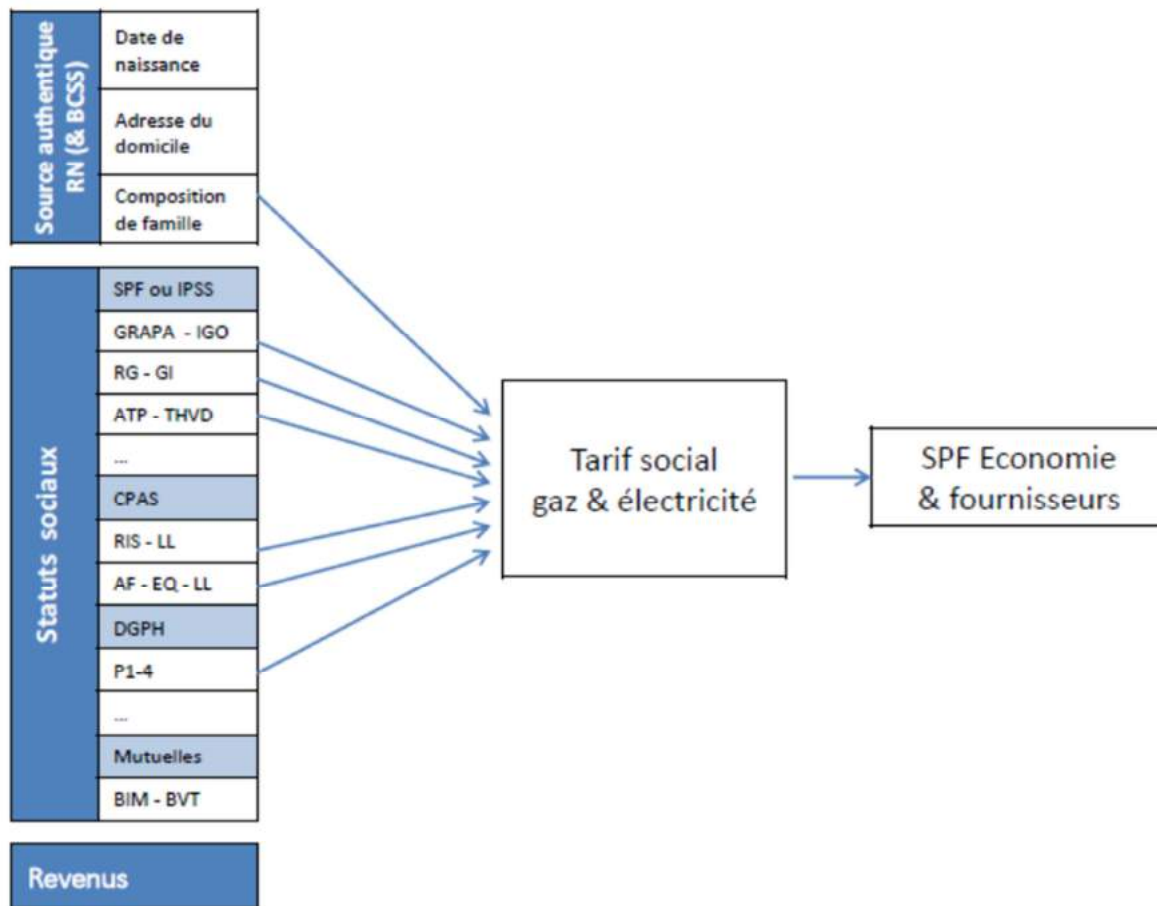 Source authentique
RN (& BCSS)
Date de
naissance
Adresse du
domicile
Composition
de famille
Statuts sociaux
SPF ou IPSS
GRAPA - IGO
RG - GI
ATP - THVD
...
CPAS
RIS - LL
AF - EQ - LL
DGPH
P1-4
...
Mutuelles
BIM - BVT
Revenus
Tarif social
gaz & électricité
SPF Economie
& fournisseurs